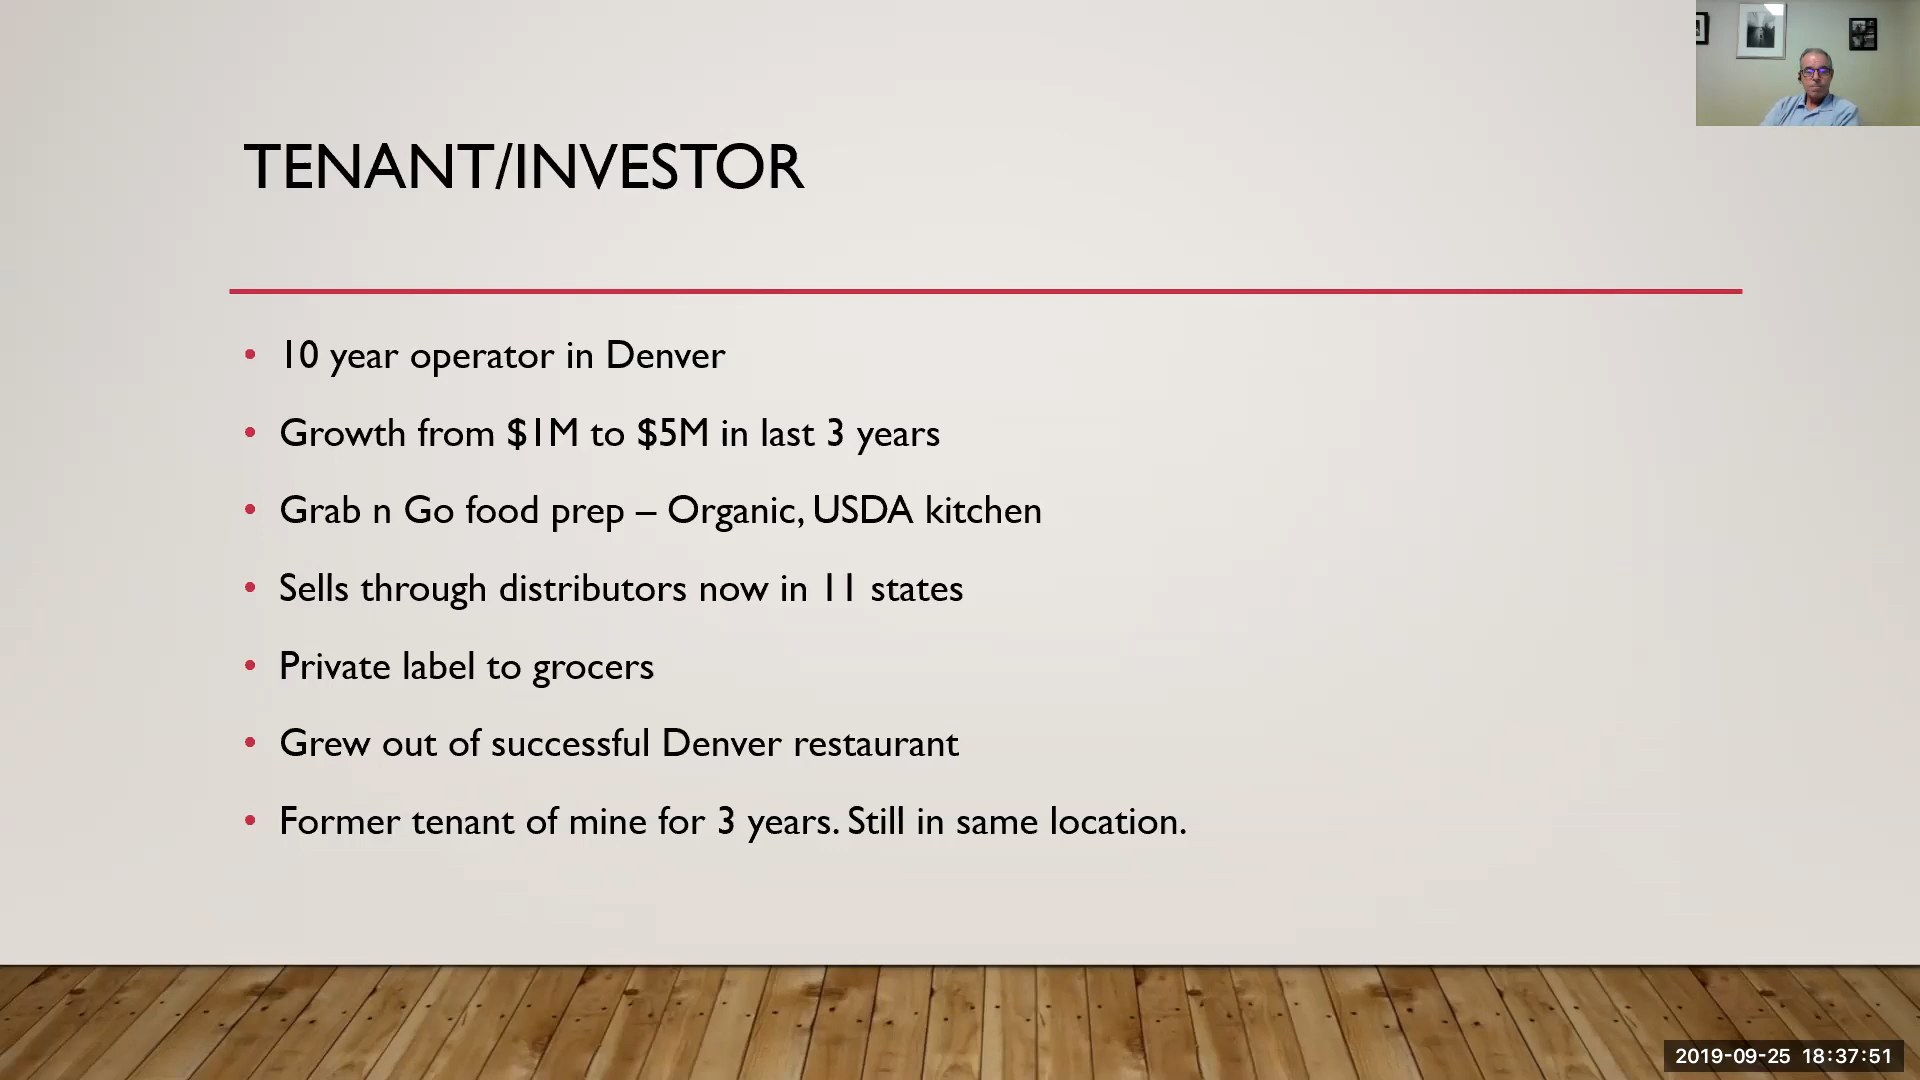 TENANT/INVESTOR
• 10 year operator in Denver
• Growth from $1M to $5M in last 3 years
• Grab n Go food prep – Organic, USDA kitchen
• Sells through distributors now in 11 states
• Private label to grocers
• Grew out of successful Denver restaurant
• Former tenant of mine for 3 years. Still in same location.
2019-09-25 18:37:51